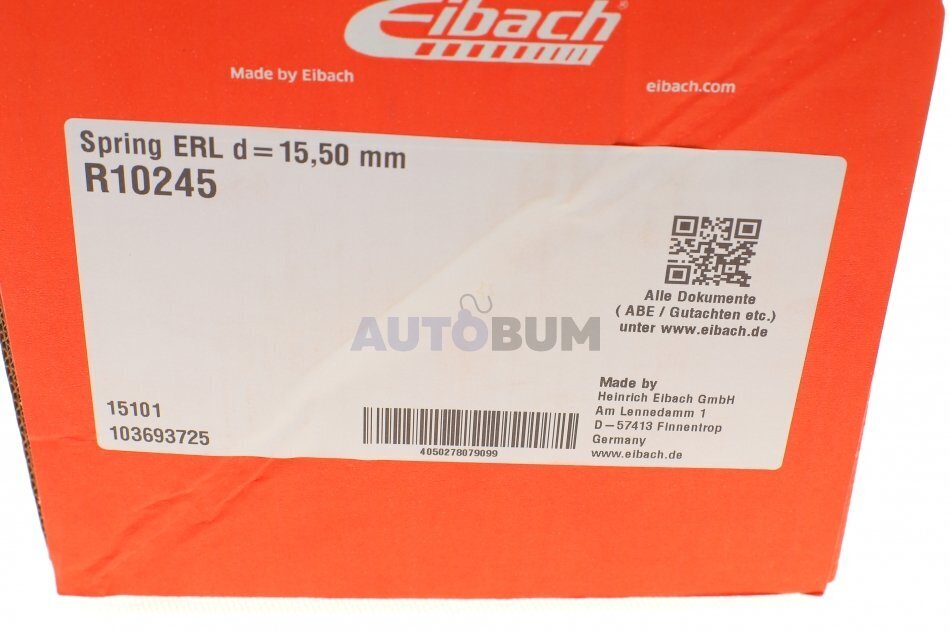 Eibach®
Made by Eibach
eibach.com
Spring ERL d=15,50 mm
R10245
Alle Dokumente
( ABE / Gutachten etc.)
unter www.eibach.de
AUTOBUM
15101
103693725
4050278079099
Made by
Heinrich Eibach GmbH
Am Lennedamm 1
D-57413 Finnentrop
Germany
www.eibach.de